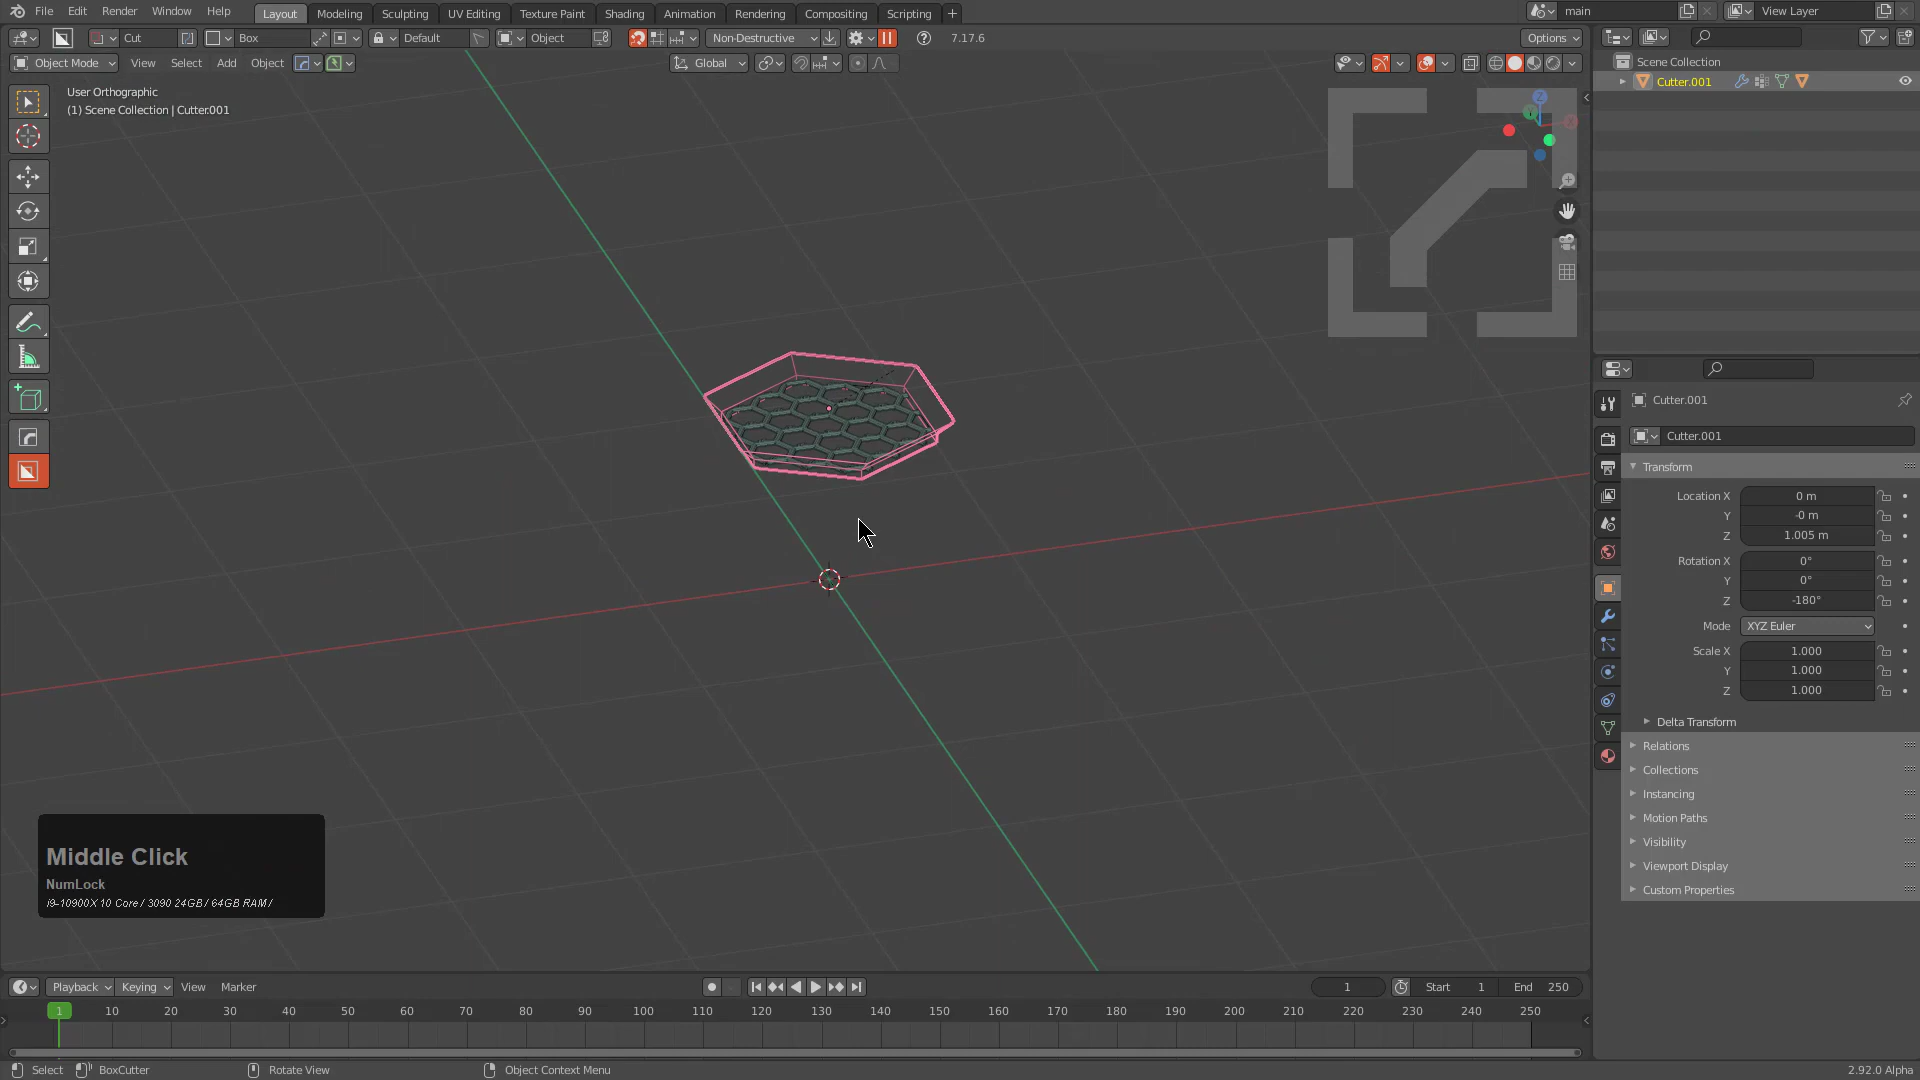 File Edit Render Window Help
Layout Modeling Sculpting UV Editing Texture Paint Shading Animation Rendering Compositing Scripting +
main
View Layer
Cut
Box
Default
Object
Non-Destructive
7.17.6
Options
Object Mode
View Select Add Object
Global
User Orthographic
(1) Scene Collection | Cutter.001
Z
Y
X
Scene Collection
Cutter.001
Cutter.001
Cutter.001
Transform
Location X 0 m
Y -0 m
Z 1.005 m
Rotation X 0°
Y 0°
Z -180°
Mode XYZ Euler
Scale X 1.000
Y 1.000
Z 1.000
Delta Transform
Relations
Collections
Instancing
Motion Paths
Visibility
Viewport Display
Custom Properties
Middle Click
NumLock
i9-10900X 10 Core / 3090 24GB / 64GB RAM /
Playback Keying View Marker
1
Start 1
End 250
1 10 20 30 40 50 60 70 80 90 100 110 120 130 140 150 160 170 180 190 200 210 220 230 240 250
Select BoxCutter Rotate View Object Context Menu
2.92.0 Alpha